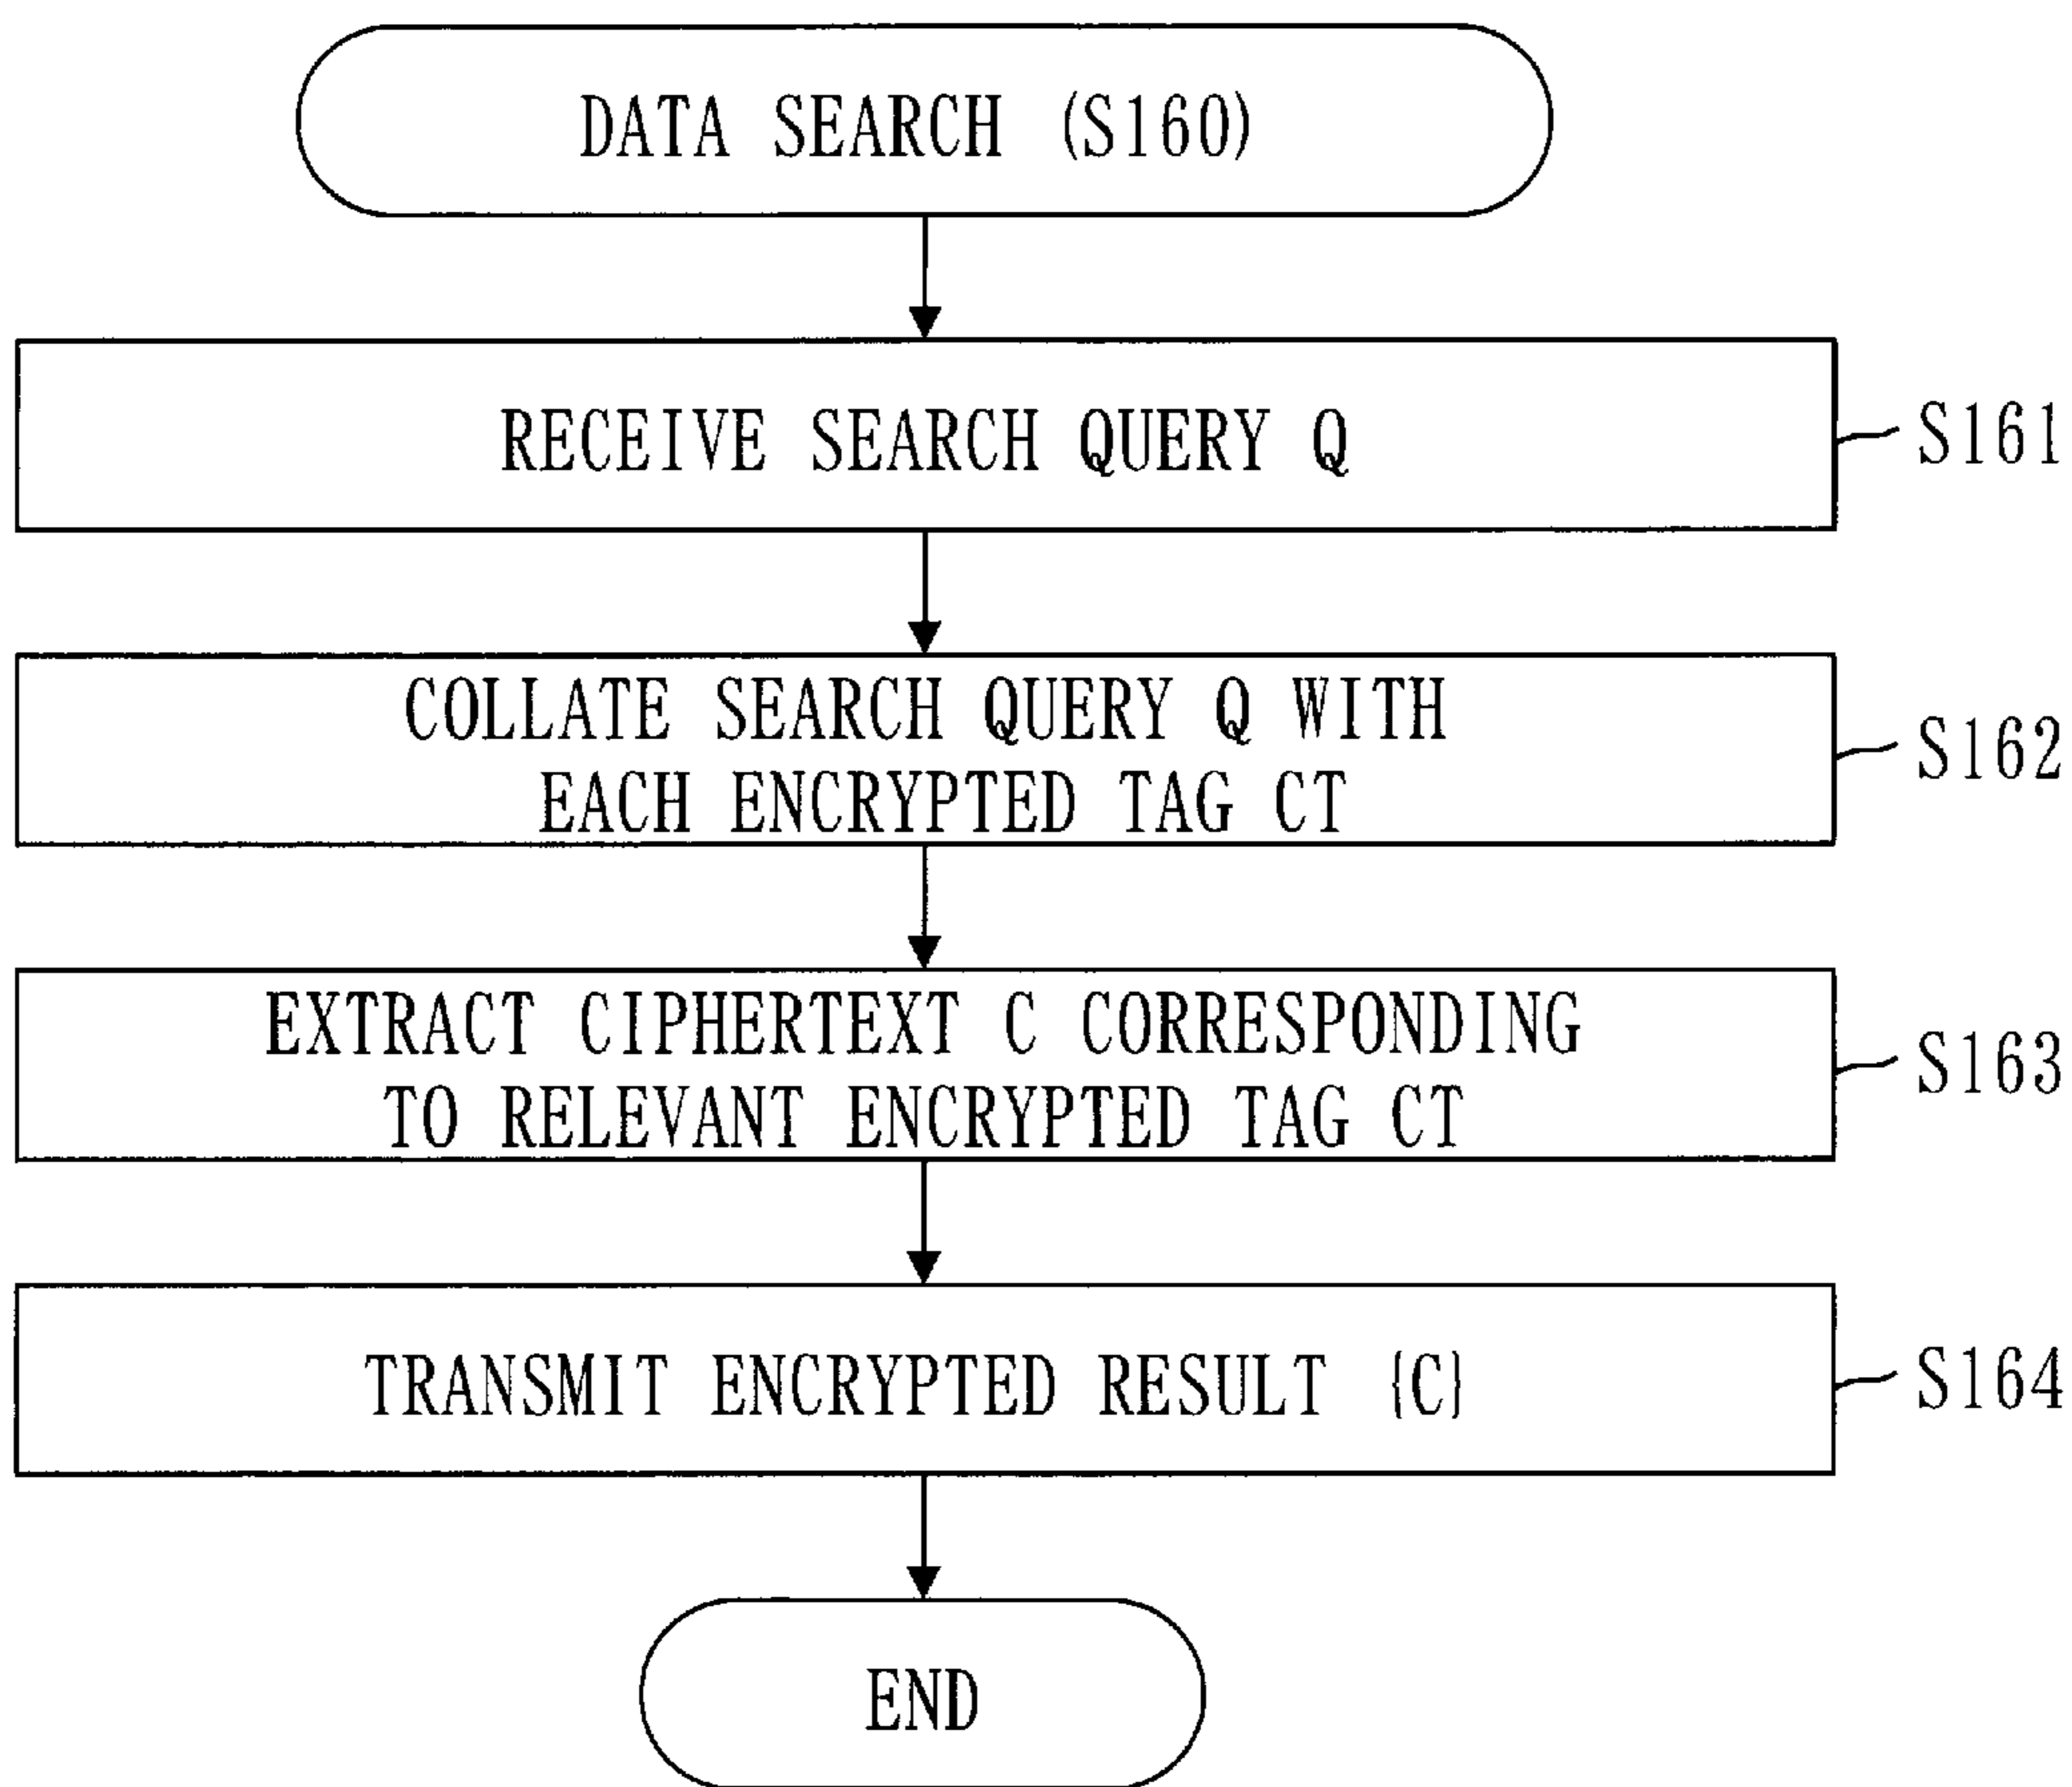 DATA SEARCH (S160)
RECEIVE SEARCH QUERY Q
S161
COLLATE SEARCH QUERY Q WITH
EACH ENCRYPTED TAG CT
S162
EXTRACT CIPHERTEXT C CORRESPONDING
TO RELEVANT ENCRYPTED TAG CT
S163
TRANSMIT ENCRYPTED RESULT {C}
S164
END